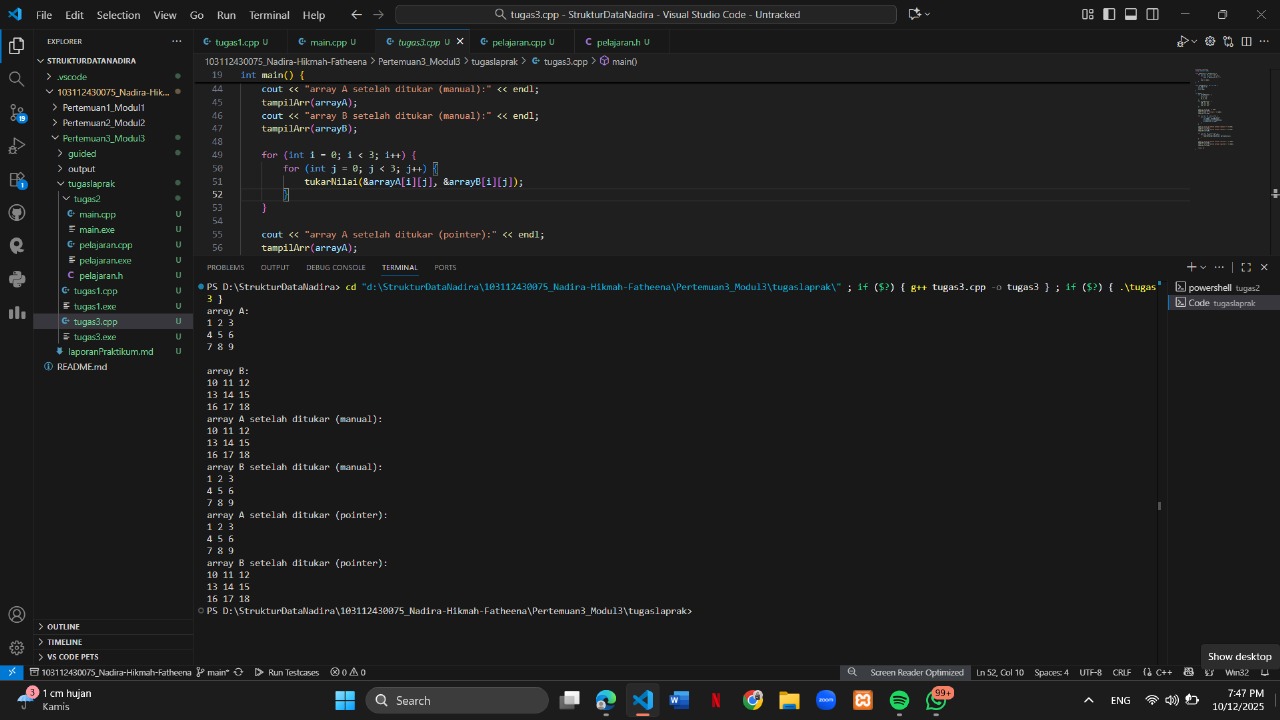 File Edit Selection View Go Run Terminal Help
tugas3.cpp - StrukturDataNadira - Visual Studio Code - Untracked
EXPLORER
STRUKTURDATANADIRA
.vscode
103112430075_Nadira-Hik...
Pertemuan1_Modul1
Pertemuan2_Modul2
Pertemuan3_Modul3
guided
output
tugaslaprak
tugas2
main.cpp U
main.exe U
pelajaran.cpp U
pelajaran.exe U
pelajaran.h U
tugas1.cpp U
tugas1.exe U
tugas3.cpp U
tugas3.exe U
laporanPraktikum.md U
README.md
OUTLINE
TIMELINE
VS CODE PETS
19
1
tugas1.cpp U main.cpp U tugas3.cpp U pelajaran.cpp U pelajaran.h U
103112430075_Nadira-Hikmah-Fatheena > Pertemuan3_Modul3 > tugaslaprak > tugas3.cpp > main()
19 int main() {
44 cout << "array A setelah ditukar (manual):" << endl;
45 tampilArr(arrayA);
46 cout << "array B setelah ditukar (manual):" << endl;
47 tampilArr(arrayB);
48
49 for (int i = 0; i < 3; i++) {
50 for (int j = 0; j < 3; j++) {
51 tukarNilai(&arrayA[i][j], &arrayB[i][j]);
52 }
53 }
54
55 cout << "array A setelah ditukar (pointer):" << endl;
56 tampilArr(arrayA);
PROBLEMS OUTPUT DEBUG CONSOLE TERMINAL PORTS
powershell tugas2
Code tugaslaprak
PS D:\StrukturDataNadira> cd "d:\StrukturDataNadira\103112430075_Nadira-Hikmah-Fatheena\Pertemuan3_Modul3\tugaslaprak\" ; if ($?) { g++ tugas3.cpp -o tugas3 } ; if ($?) { .\tugas
3 }
array A:
1 2 3
4 5 6
7 8 9
array B:
10 11 12
13 14 15
16 17 18
array A setelah ditukar (manual):
10 11 12
13 14 15
16 17 18
array B setelah ditukar (manual):
1 2 3
4 5 6
7 8 9
array A setelah ditukar (pointer):
1 2 3
4 5 6
7 8 9
array B setelah ditukar (pointer):
10 11 12
13 14 15
16 17 18
PS D:\StrukturDataNadira\103112430075_Nadira-Hikmah-Fatheena\Pertemuan3_Modul3\tugaslaprak>
Show desktop
103112430075_Nadira-Hikmah-Fatheena main* Run Testcases 0 0 Screen Reader Optimized Ln 52, Col 10 Spaces: 4 UTF-8 CRLF {} C++ Win32
3
1 cm hujan
Kamis
Search
zoom
99+
ENG
7:47 PM
10/12/2025